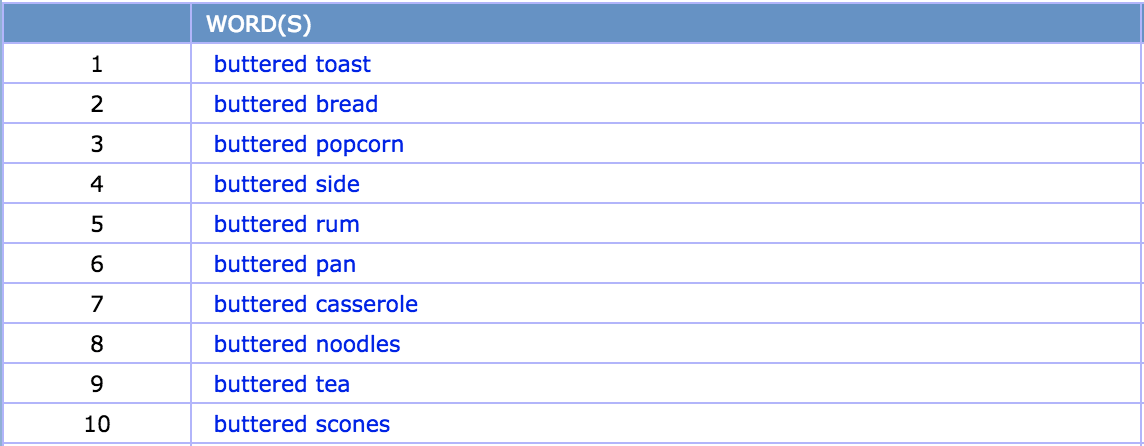 WORD(S)
1 buttered toast
2 buttered bread
3 buttered popcorn
4 buttered side
5 buttered rum
6 buttered pan
7 buttered casserole
8 buttered noodles
9 buttered tea
10 buttered scones